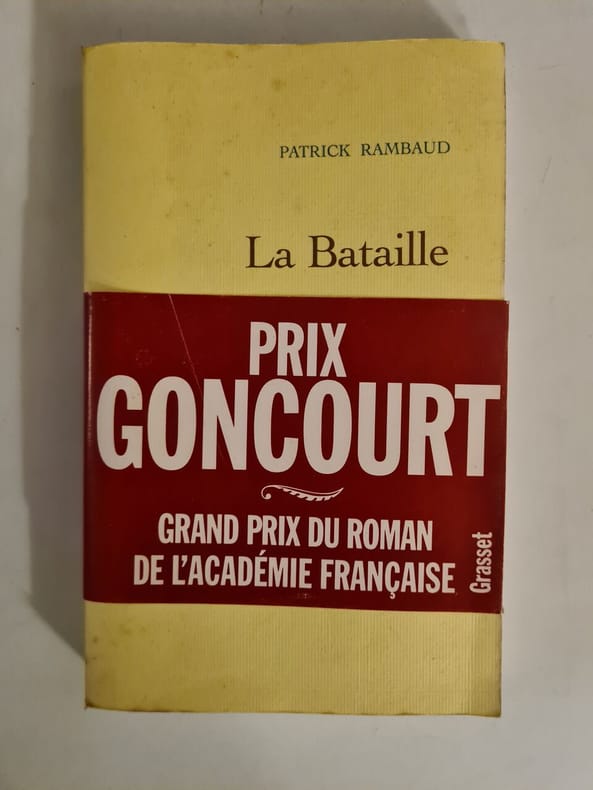 PATRICK RAMBAUD
La Bataille
PRIX
GONCOURT
GRAND PRIX DU ROMAN
DE L'ACADÉMIE FRANÇAISE
Grasset